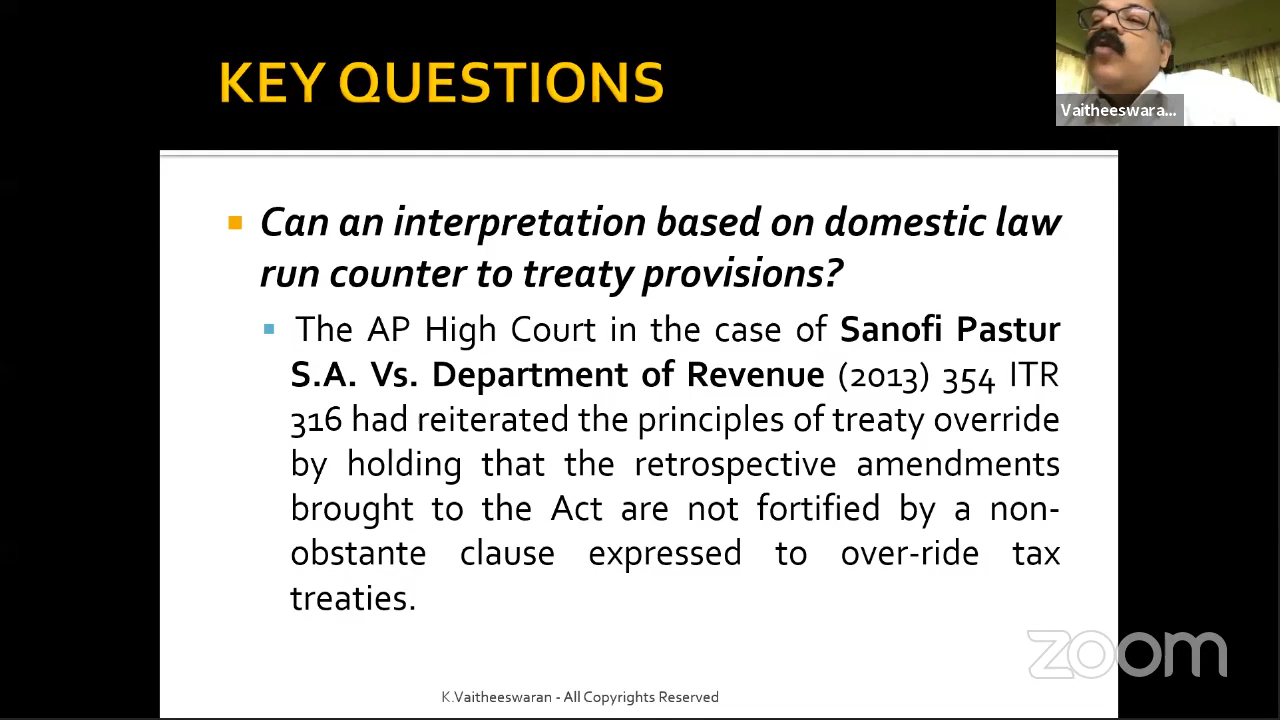 KEY QUESTIONS
Vaitheeswara...
Can an interpretation based on domestic law
run counter to treaty provisions?
The AP High Court in the case of Sanofi Pastur
S.A. Vs. Department of Revenue (2013) 354 ITR
316 had reiterated the principles of treaty override
by holding that the retrospective amendments
brought to the Act are not fortified by a non-
obstante clause expressed to over-ride tax
treaties.
zoom
K.Vaitheeswaran - All Copyrights Reserved